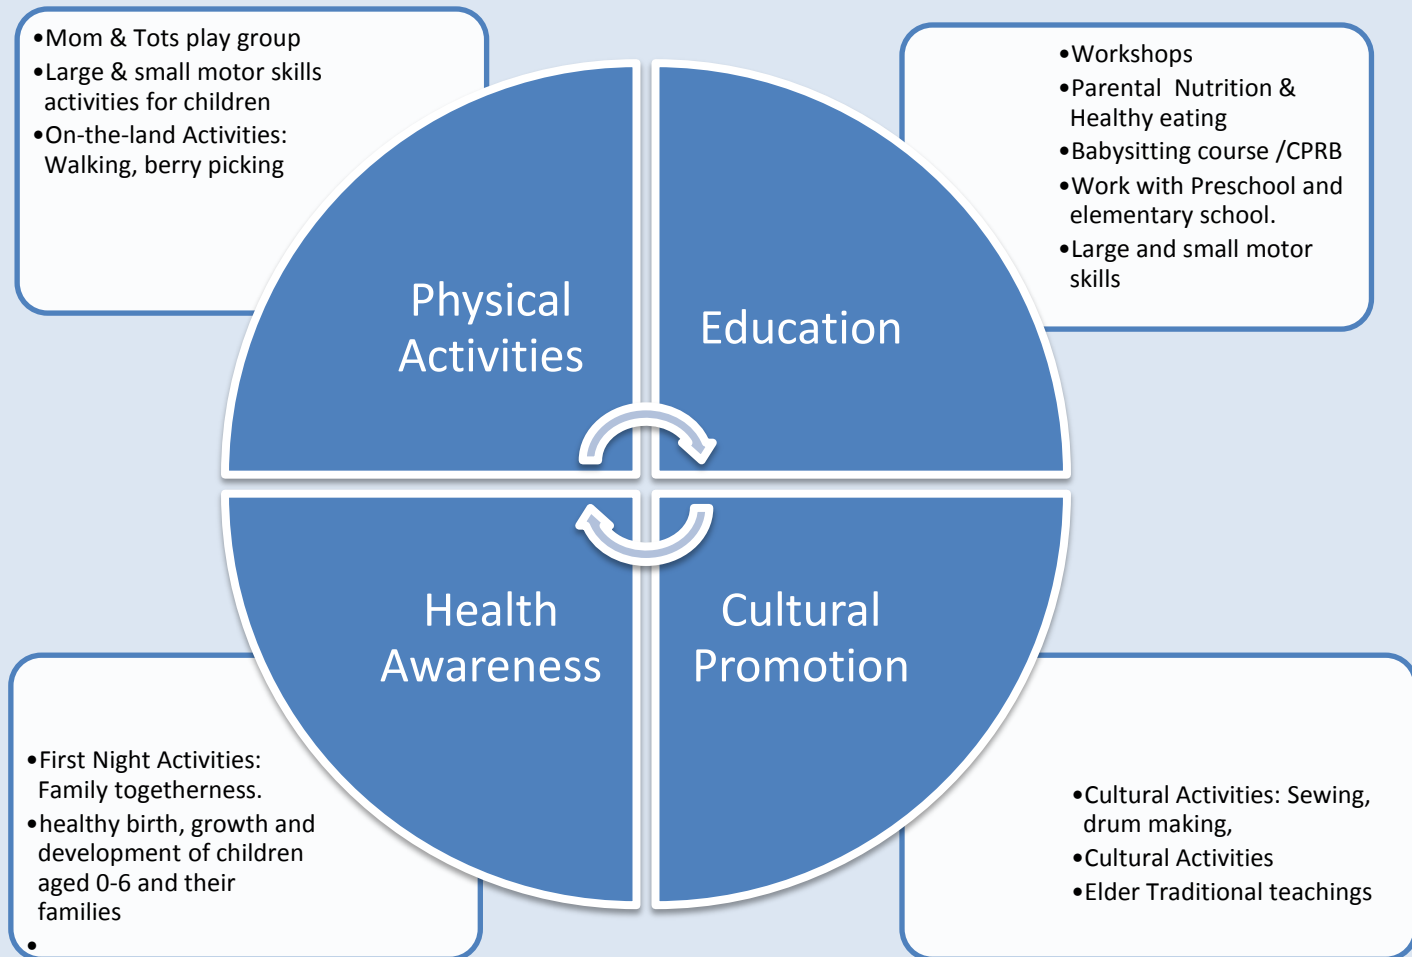 •Mom & Tots play group
•Large & small motor skills
activities for children
•On-the-land Activities:
Walking, berry picking
•Workshops
•Parental  Nutrition &
Healthy eating
•Babysitting course /CPRB
•Work with Preschool and
elementary school.
•Large and small motor
skills
Physical
Activities
Education
Health
Awareness
Cultural
Promotion
•First Night Activities:
Family togetherness.
•healthy birth, growth and
development of children
aged 0-6 and their
families
•
•Cultural Activities: Sewing,
drum making,
•Cultural Activities
•Elder Traditional teachings